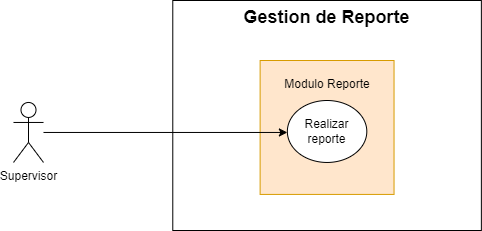 Gestion de Reporte
Modulo Reporte
Realizar
reporte
Supervisor